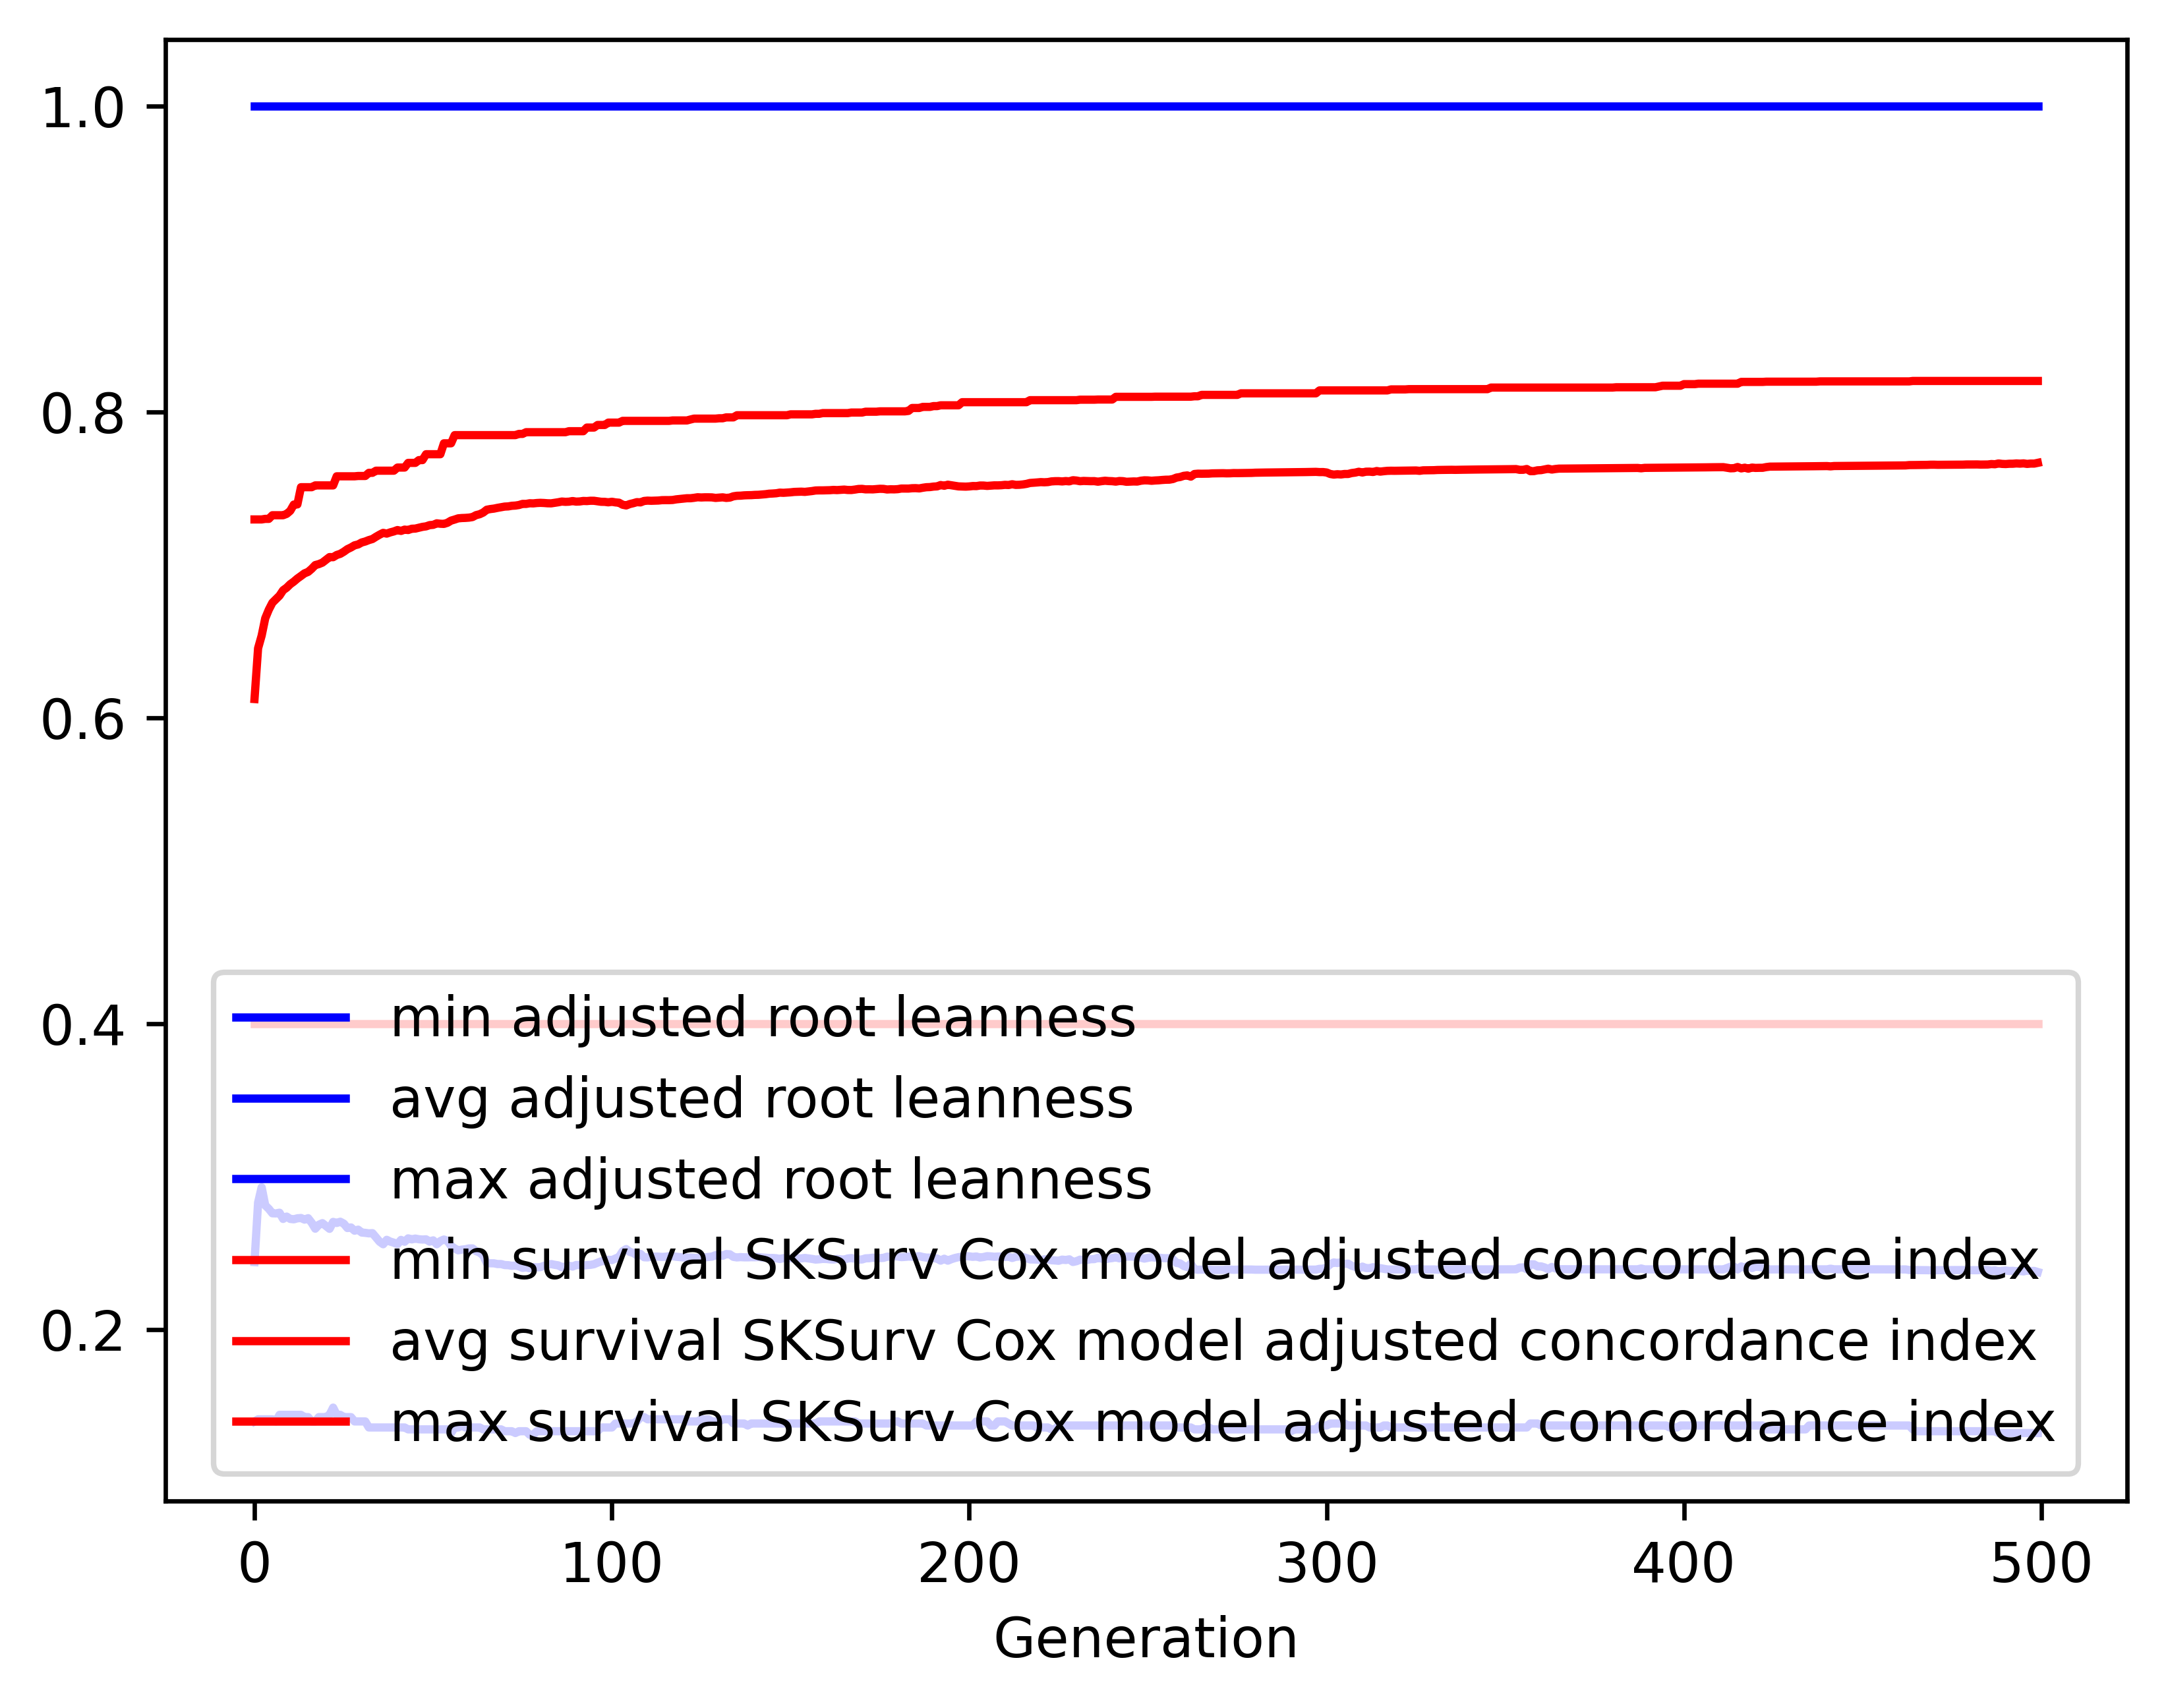 1.0
0.8
0.6
0.4
0.2
min adjusted root leanness
avg adjusted root leanness
max adjusted root leanness
min survival SKSurv Cox model adjusted concordance index
avg survival SKSurv Cox model adjusted concordance index
max survival SKSurv Cox model adjusted concordance index
0 100 200 300 400 500
Generation